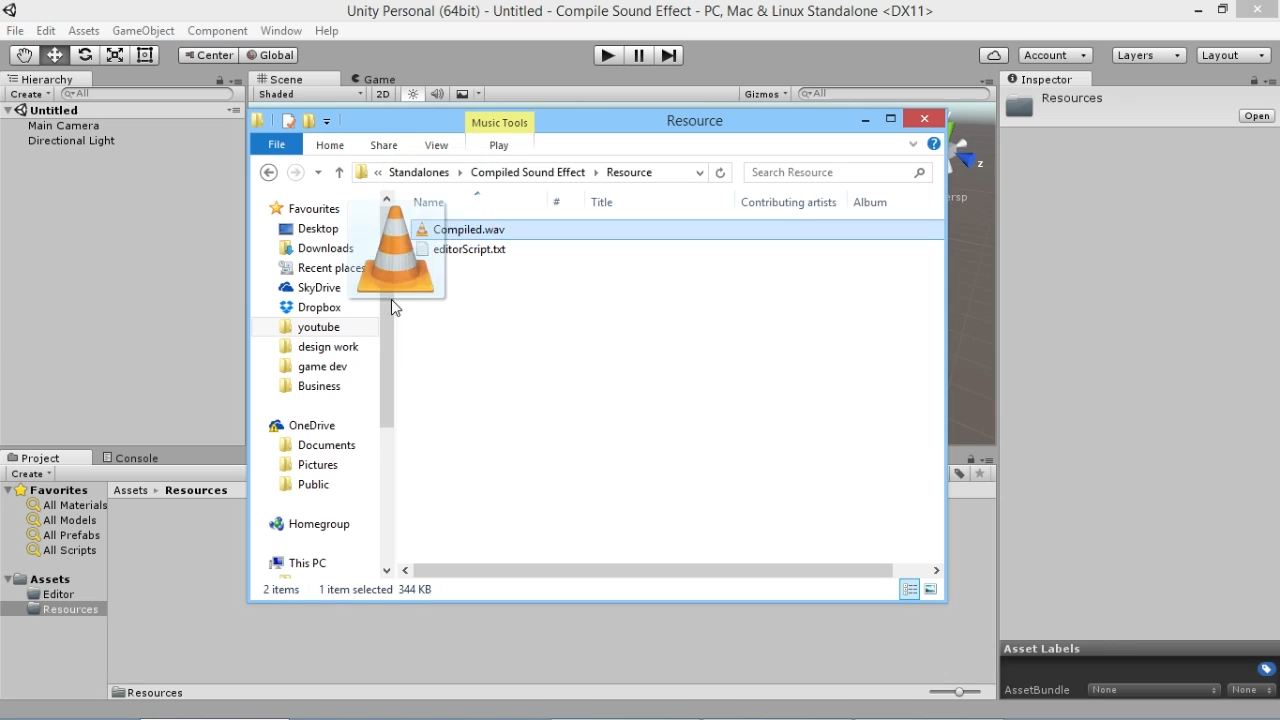 Unity Personal (64bit) - Untitled - Compile Sound Effect - PC, Mac & Linux Standalone <DX11>
File Edit Assets GameObject Component Window Help
Center Global Account Layers Layout
Hierarchy Scene Game Inspector
Create All Shaded 2D Gizmos All
Untitled
Main Camera
Directional Light
Resources
Open
Music Tools Resource
File Home Share View Play
« Standalones Compiled Sound Effect Resource Search Resource
Name # Title Contributing artists Album
Compiled.wav
editorScript.txt
Favourites
Desktop
Downloads
Recent places
SkyDrive
Dropbox
youtube
design work
game dev
Business
OneDrive
Documents
Pictures
Public
Homegroup
This PC
2 items 1 item selected 344 KB
z
ersp
Project Console
Create
Favorites Assets Resources
All Materials
All Models
All Prefabs
All Scripts
Assets
Editor
Resources
Resources
Asset Labels
AssetBundle None None